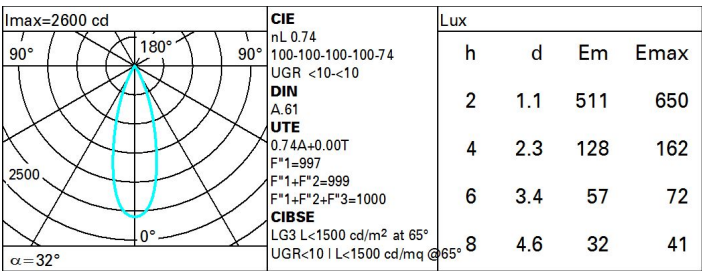 Imax=2600 cd
90° 180° 90°
2500
0°
α=32°
CIE
nL 0.74
100-100-100-100-74
UGR <10-<10
DIN
A.61
UTE
0.74A+0.00T
F"1=997
F"1+F"2=999
F"1+F"2+F"3=1000
CIBSE
LG3 L<1500 cd/m² at 65°
UGR<10 | L<1500 cd/mq @65°
Lux
h d Em Emax
2 1.1 511 650
4 2.3 128 162
6 3.4 57 72
8 4.6 32 41